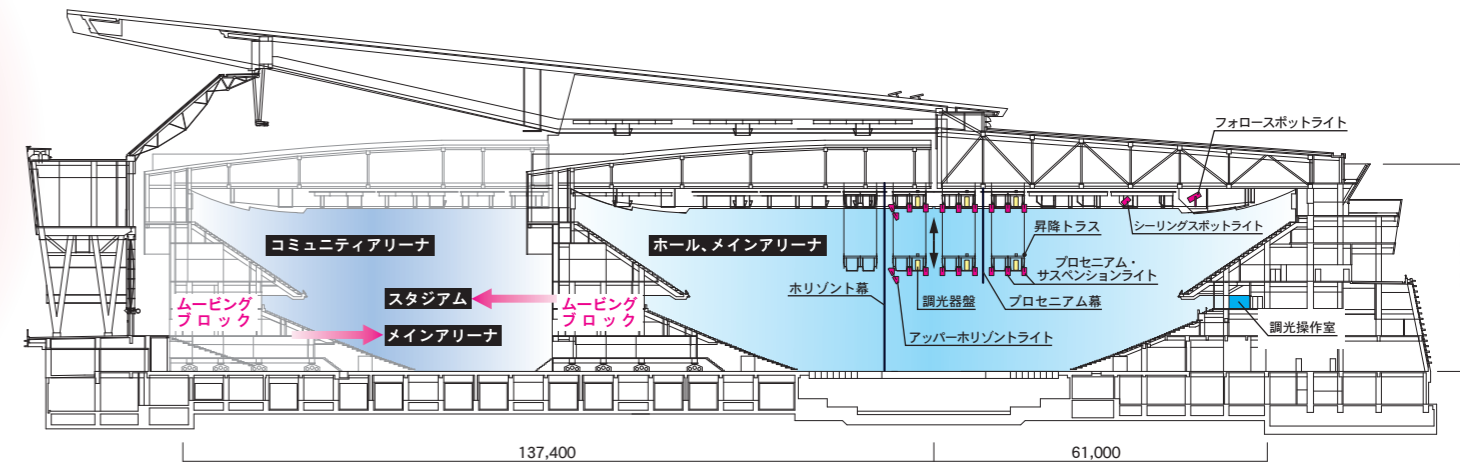 フォロースポットライト
コミュニティアリーナ
ホール、メインアリーナ
昇降トラス
シーリングスポットライト
プロセニアム・
サスペンションライト
ムービング
ブロック
スタジアム
メインアリーナ
ムービング
ブロック
ホリゾント幕
調光器盤
プロセニアム幕
アッパーホリゾントライト
調光操作室
137,400
61,000